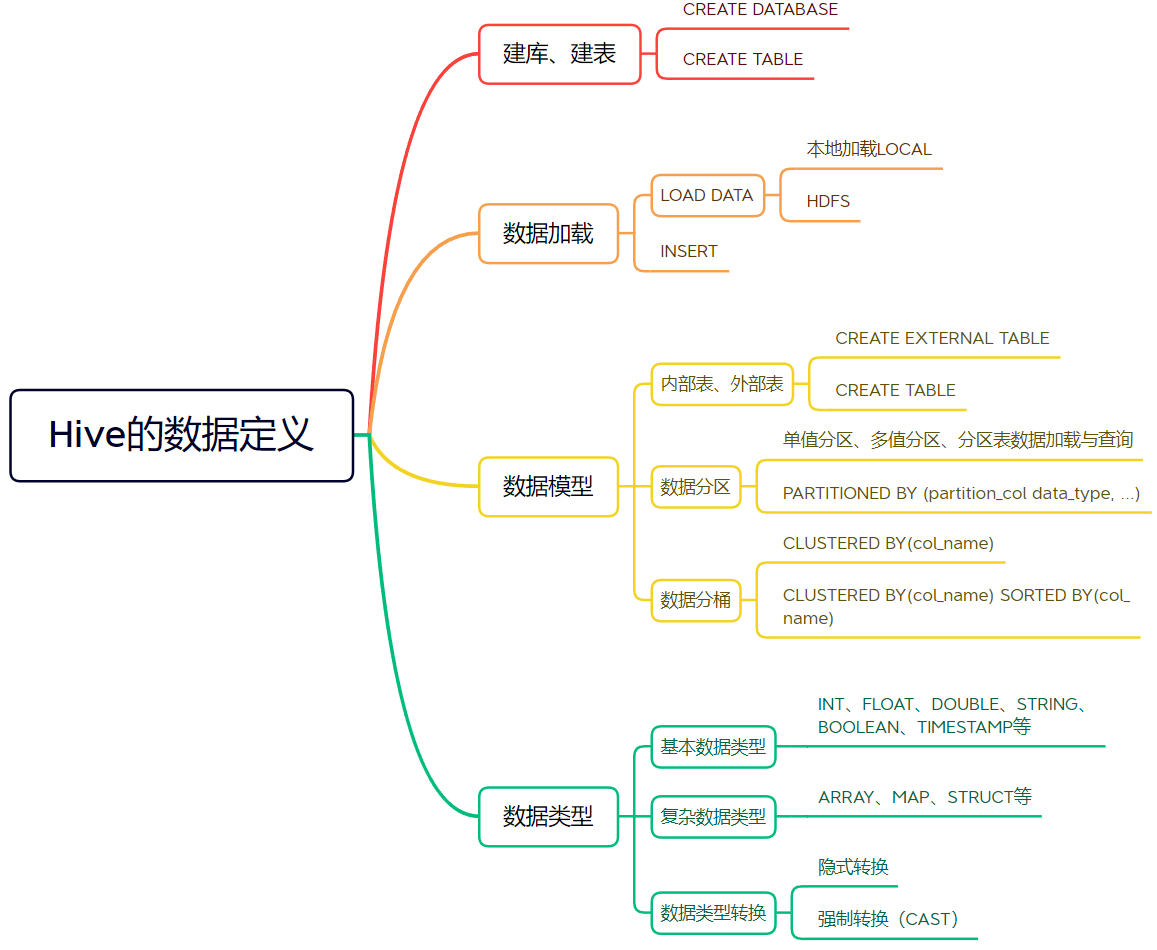 Hive的数据定义
建库、建表
CREATE DATABASE
CREATE TABLE
数据加载
LOAD DATA
本地加载LOCAL
HDFS
INSERT
数据模型
内部表、外部表
CREATE EXTERNAL TABLE
CREATE TABLE
数据分区
单值分区、多值分区、分区表数据加载与查询
PARTITIONED BY (partition_col data_type, ...)
数据分桶
CLUSTERED BY(col_name)
CLUSTERED BY(col_name) SORTED BY(col_
name)
数据类型
基本数据类型
INT、FLOAT、DOUBLE、STRING、
BOOLEAN、TIMESTAMP等
复杂数据类型
ARRAY、MAP、STRUCT等
数据类型转换
隐式转换
强制转换（CAST）